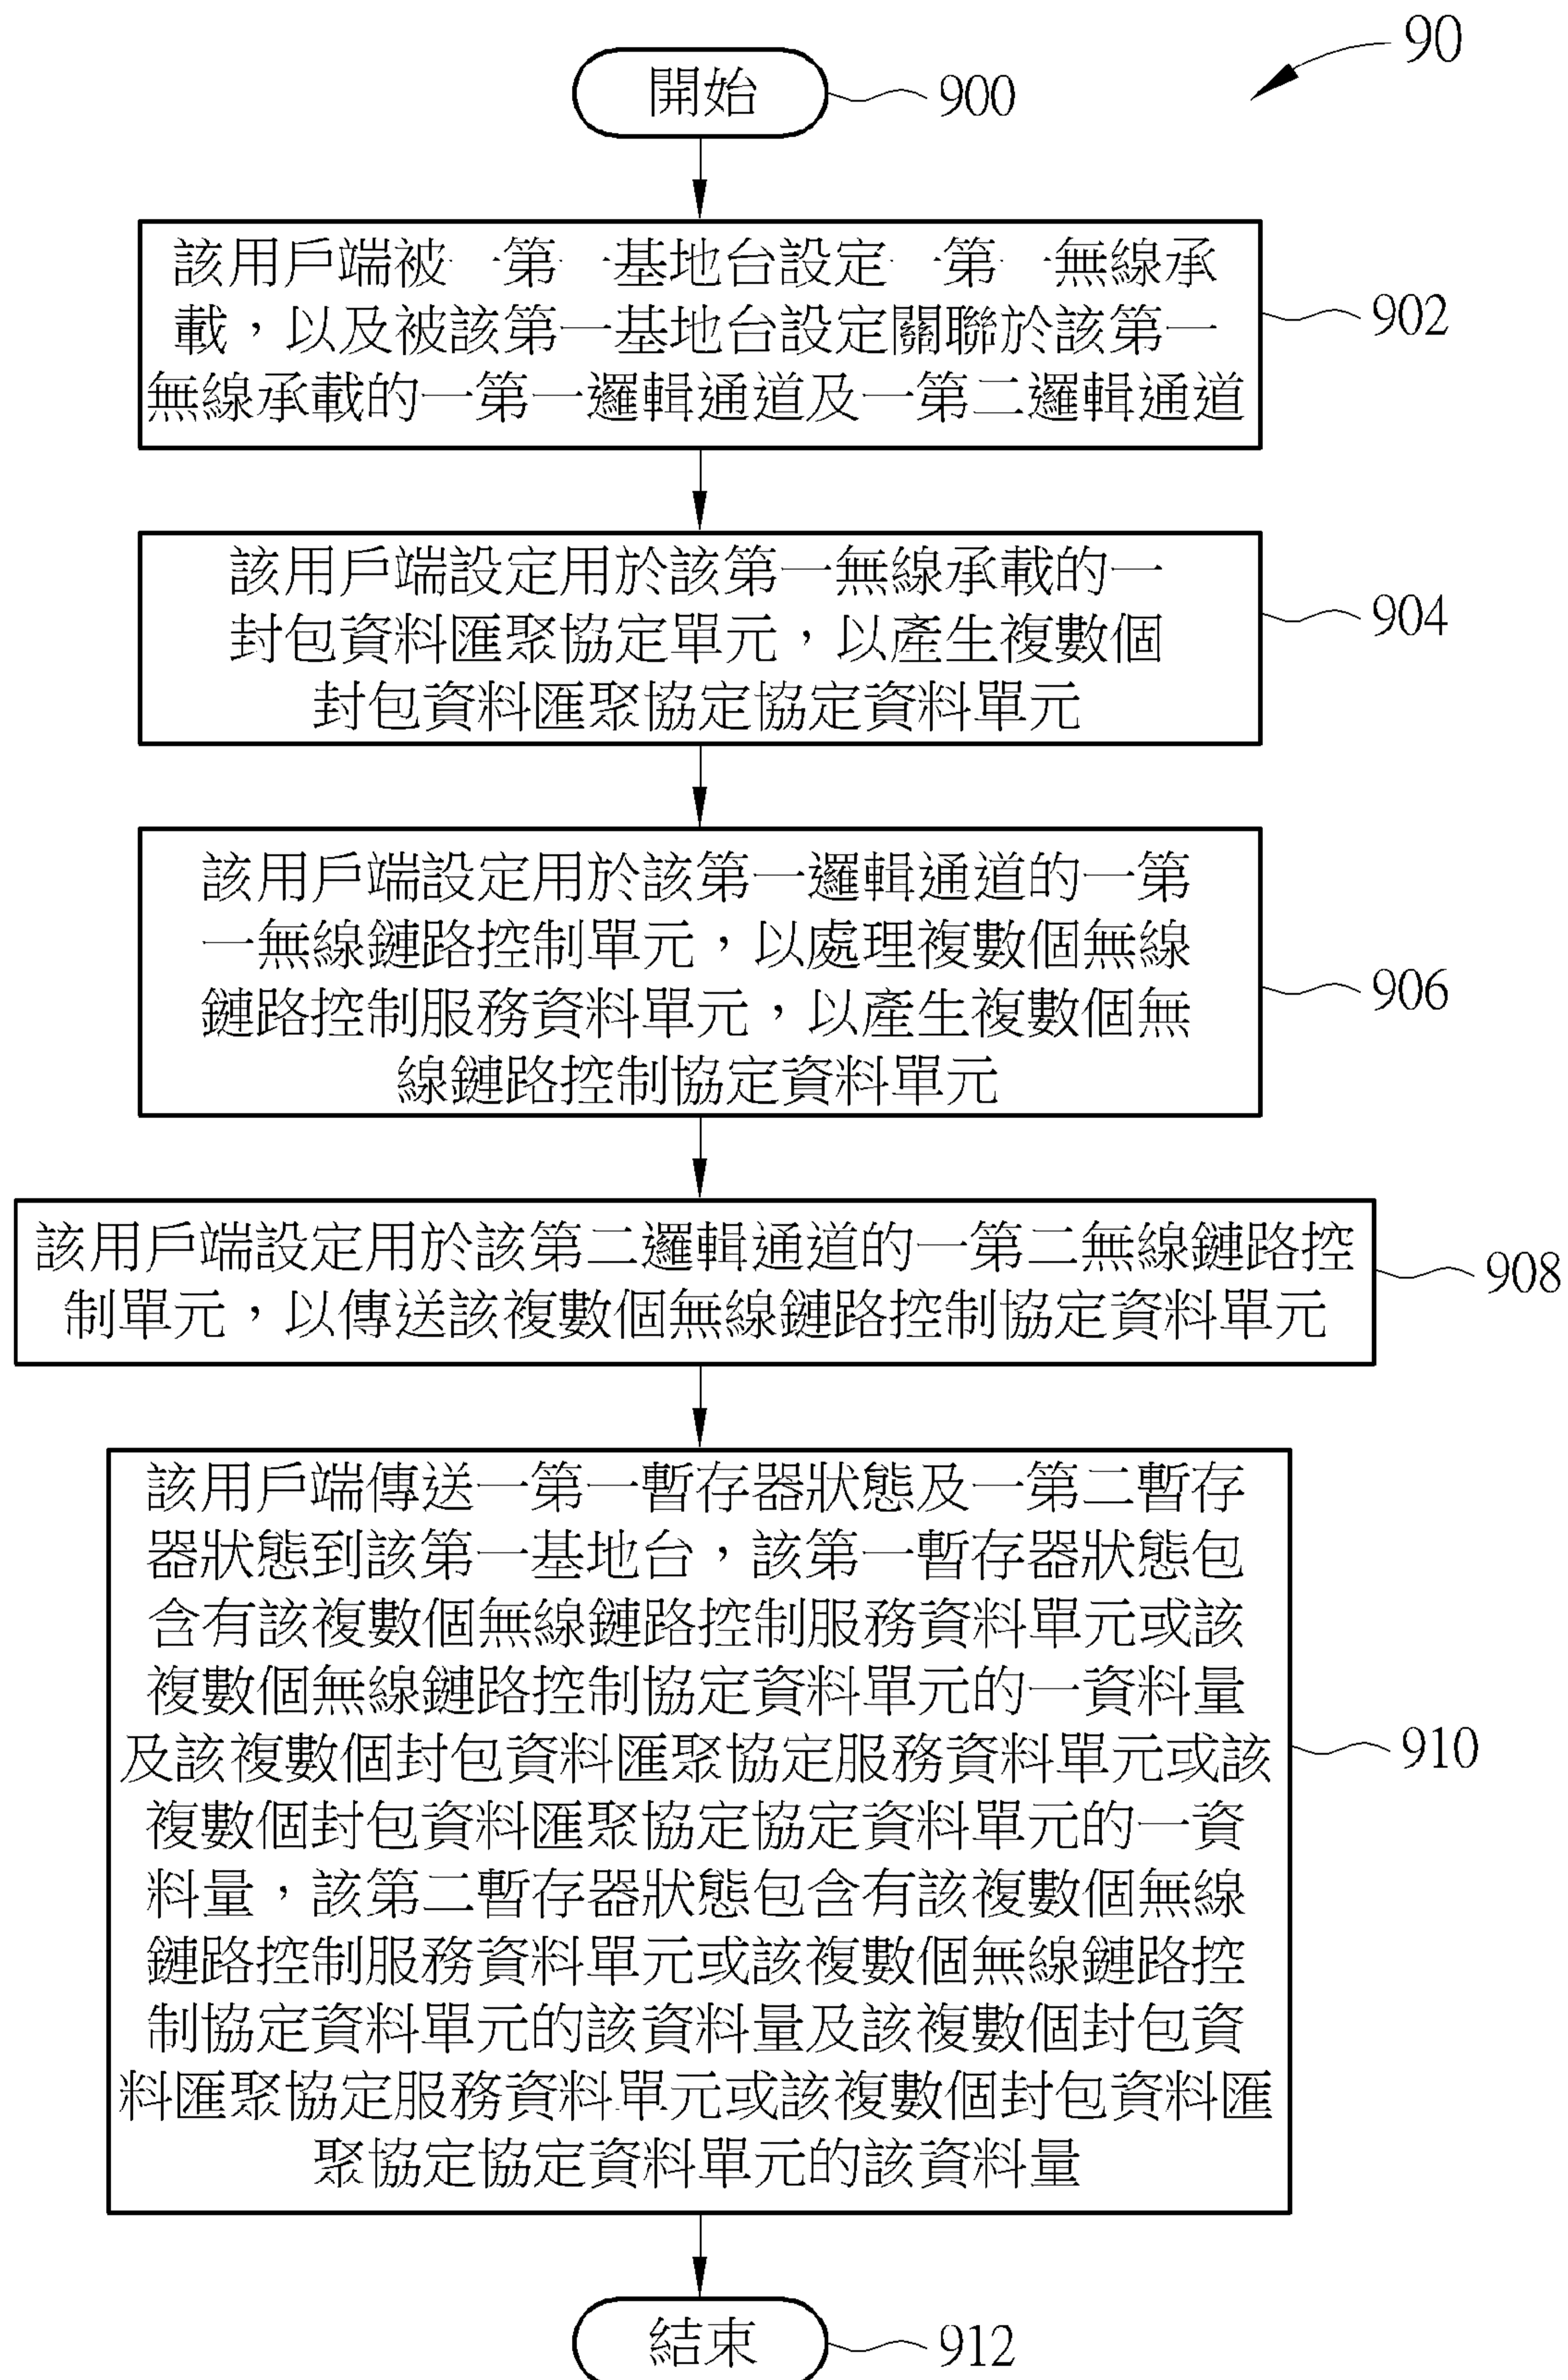 90
開始
900
該用戶端被一第一基地台設定一第一無線承
載，以及被該第一基地台設定關聯於該第一
無線承載的一第一邏輯通道及一第二邏輯通道
902
該用戶端設定用於該第一無線承載的一
封包資料匯聚協定單元，以產生複數個
封包資料匯聚協定協定資料單元
904
該用戶端設定用於該第一邏輯通道的一第
一無線鏈路控制單元，以處理複數個無線
鏈路控制服務資料單元，以產生複數個無
線鏈路控制協定資料單元
906
該用戶端設定用於該第二邏輯通道的一第二無線鏈路控
制單元，以傳送該複數個無線鏈路控制協定資料單元
908
該用戶端傳送一第一暫存器狀態及一第二暫存
器狀態到該第一基地台，該第一暫存器狀態包
含有該複數個無線鏈路控制服務資料單元或該
複數個無線鏈路控制協定資料單元的一資料量
及該複數個封包資料匯聚協定服務資料單元或該
複數個封包資料匯聚協定協定資料單元的一資
料量，該第二暫存器狀態包含有該複數個無線
鏈路控制服務資料單元或該複數個無線鏈路控
制協定資料單元的該資料量及該複數個封包資
料匯聚協定服務資料單元或該複數個封包資料匯
聚協定協定資料單元的該資料量
910
結束
912